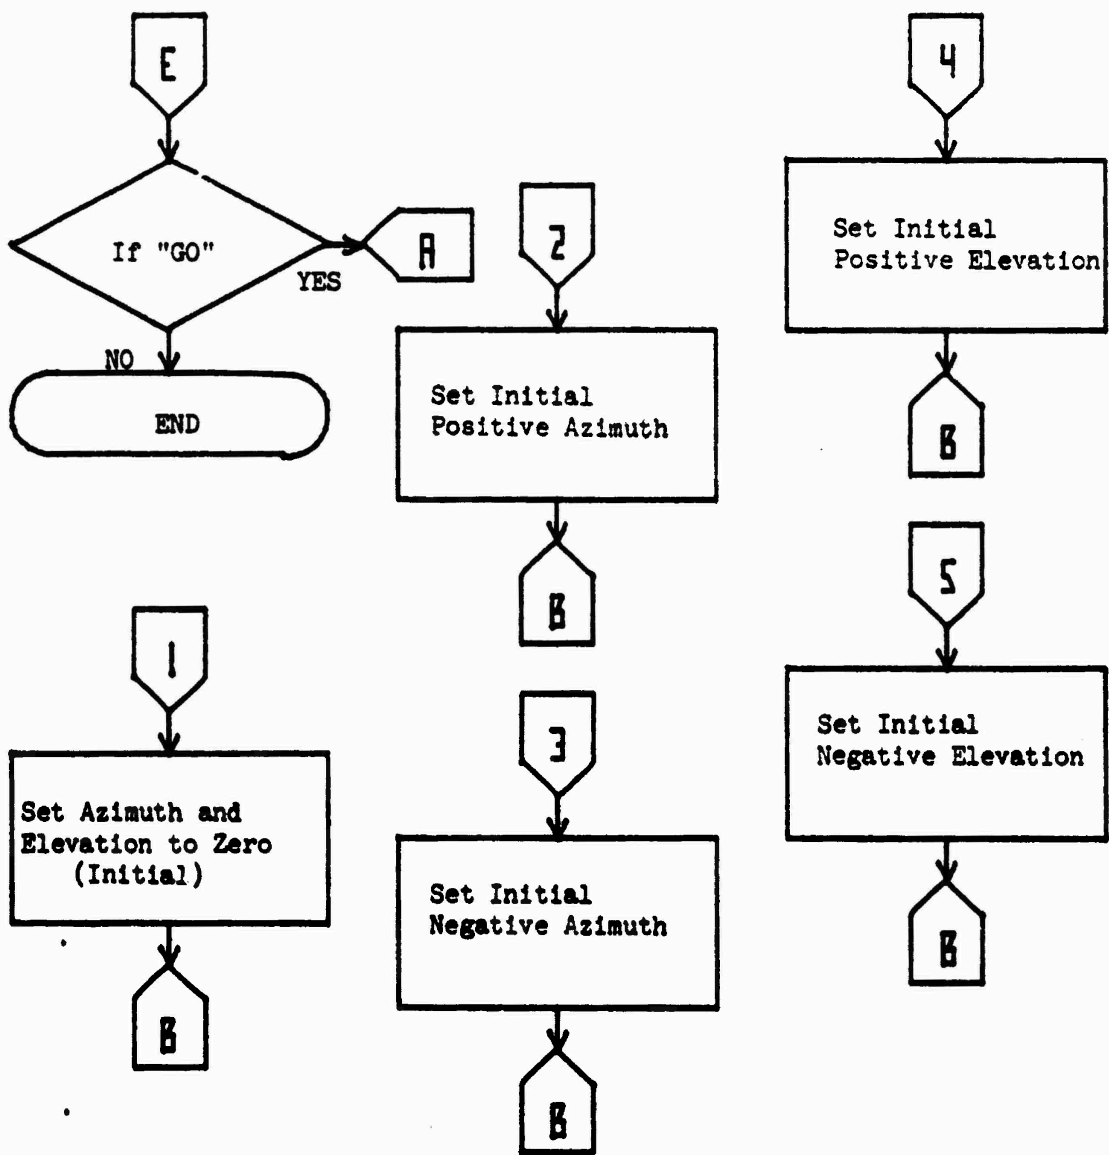 E
If "GO"
YES
A
NO
END
1
Set Azimuth and
Elevation to Zero
(Initial)
B
2
Set Initial
Positive Azimuth
B
3
Set Initial
Negative Azimuth
B
4
Set Initial
Positive Elevation
B
5
Set Initial
Negative Elevation
B